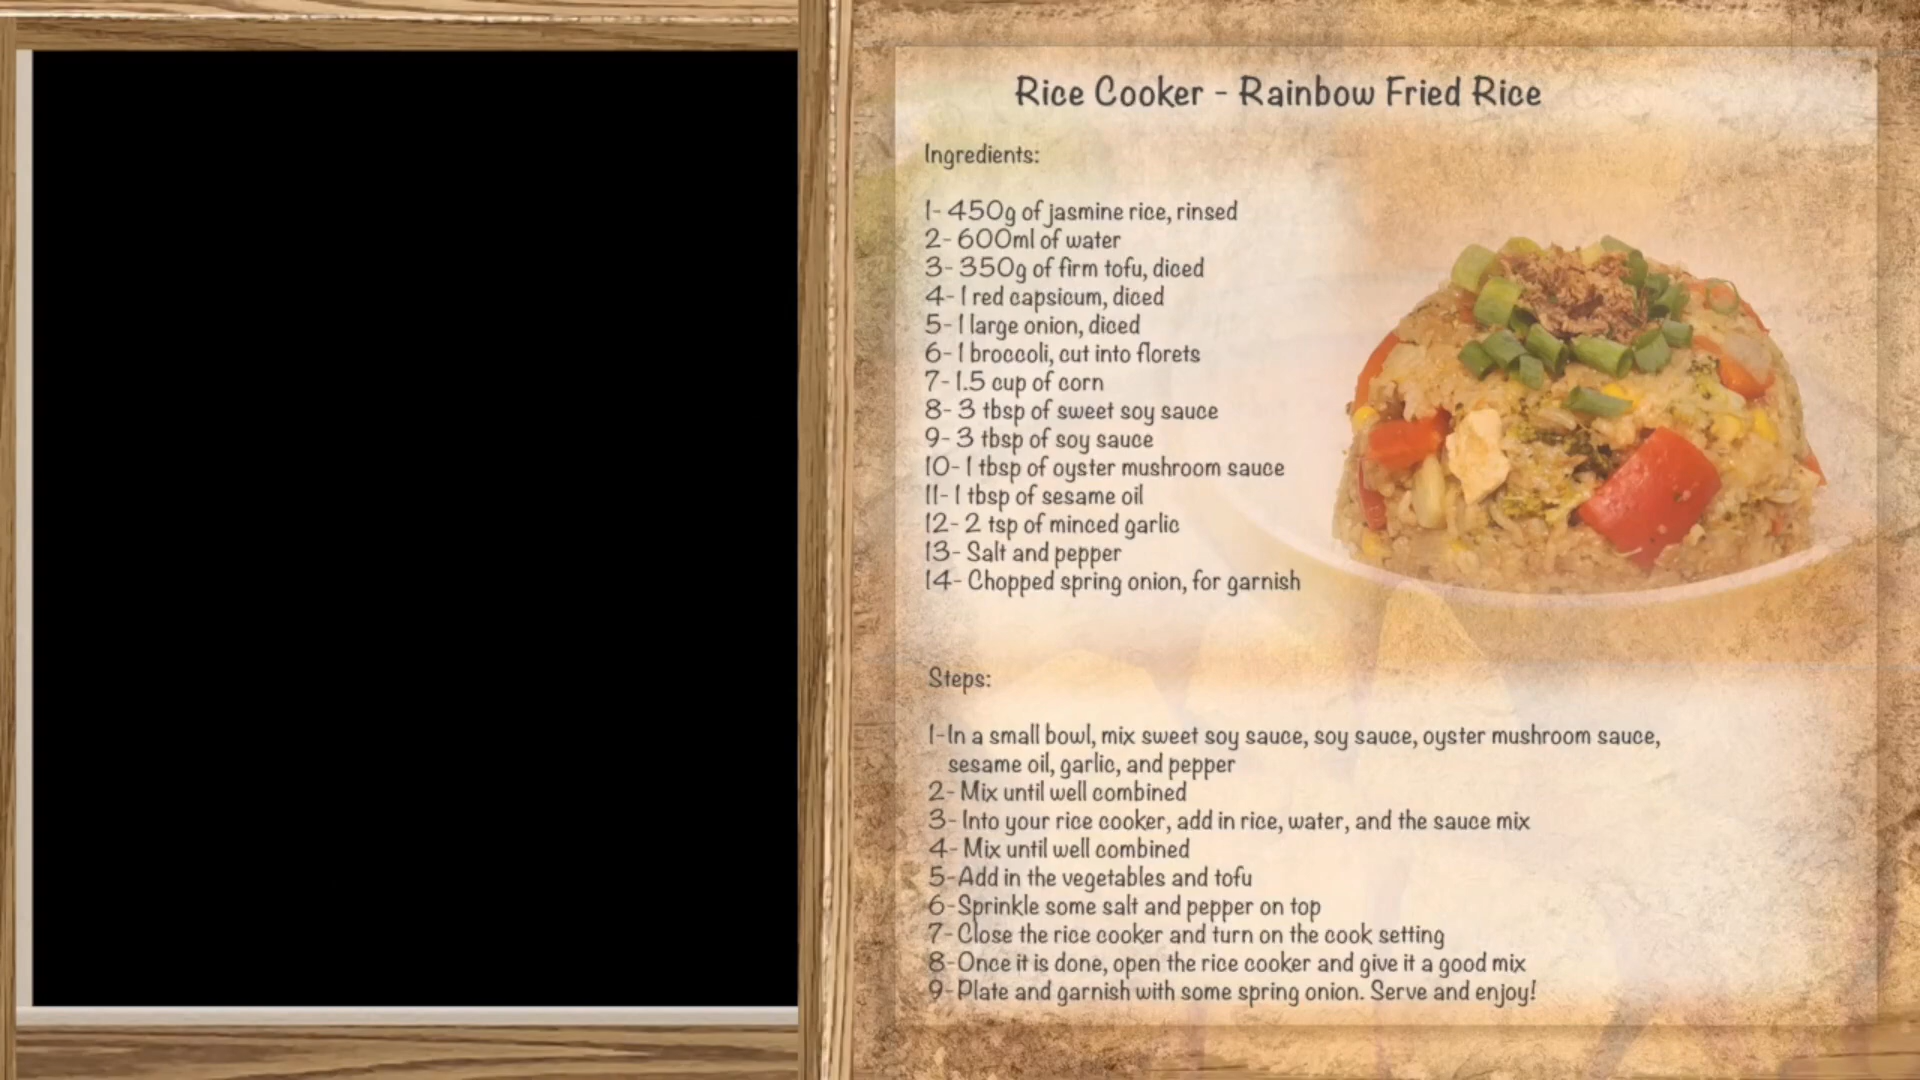 Rice Cooker - Rainbow Fried Rice
Ingredients:
1- 450g of jasmine rice, rinsed
2- 600ml of water
3- 350g of firm tofu, diced
4- 1 red capsicum, diced
5- 1 large onion, diced
6- 1 broccoli, cut into florets
7- 1.5 cup of corn
8- 3 tbsp of sweet soy sauce
9- 3 tbsp of soy sauce
10- 1 tbsp of oyster mushroom sauce
11- 1 tbsp of sesame oil
12- 2 tsp of minced garlic
13- Salt and pepper
14- Chopped spring onion, for garnish
Steps:
1-In a small bowl, mix sweet soy sauce, soy sauce, oyster mushroom sauce,
sesame oil, garlic, and pepper
2- Mix until well combined
3- Into your rice cooker, add in rice, water, and the sauce mix
4- Mix until well combined
5-Add in the vegetables and tofu
6-Sprinkle some salt and pepper on top
7- Close the rice cooker and turn on the cook setting
8-Once it is done, open the rice cooker and give it a good mix
9-Plate and garnish with some spring onion. Serve and enjoy!